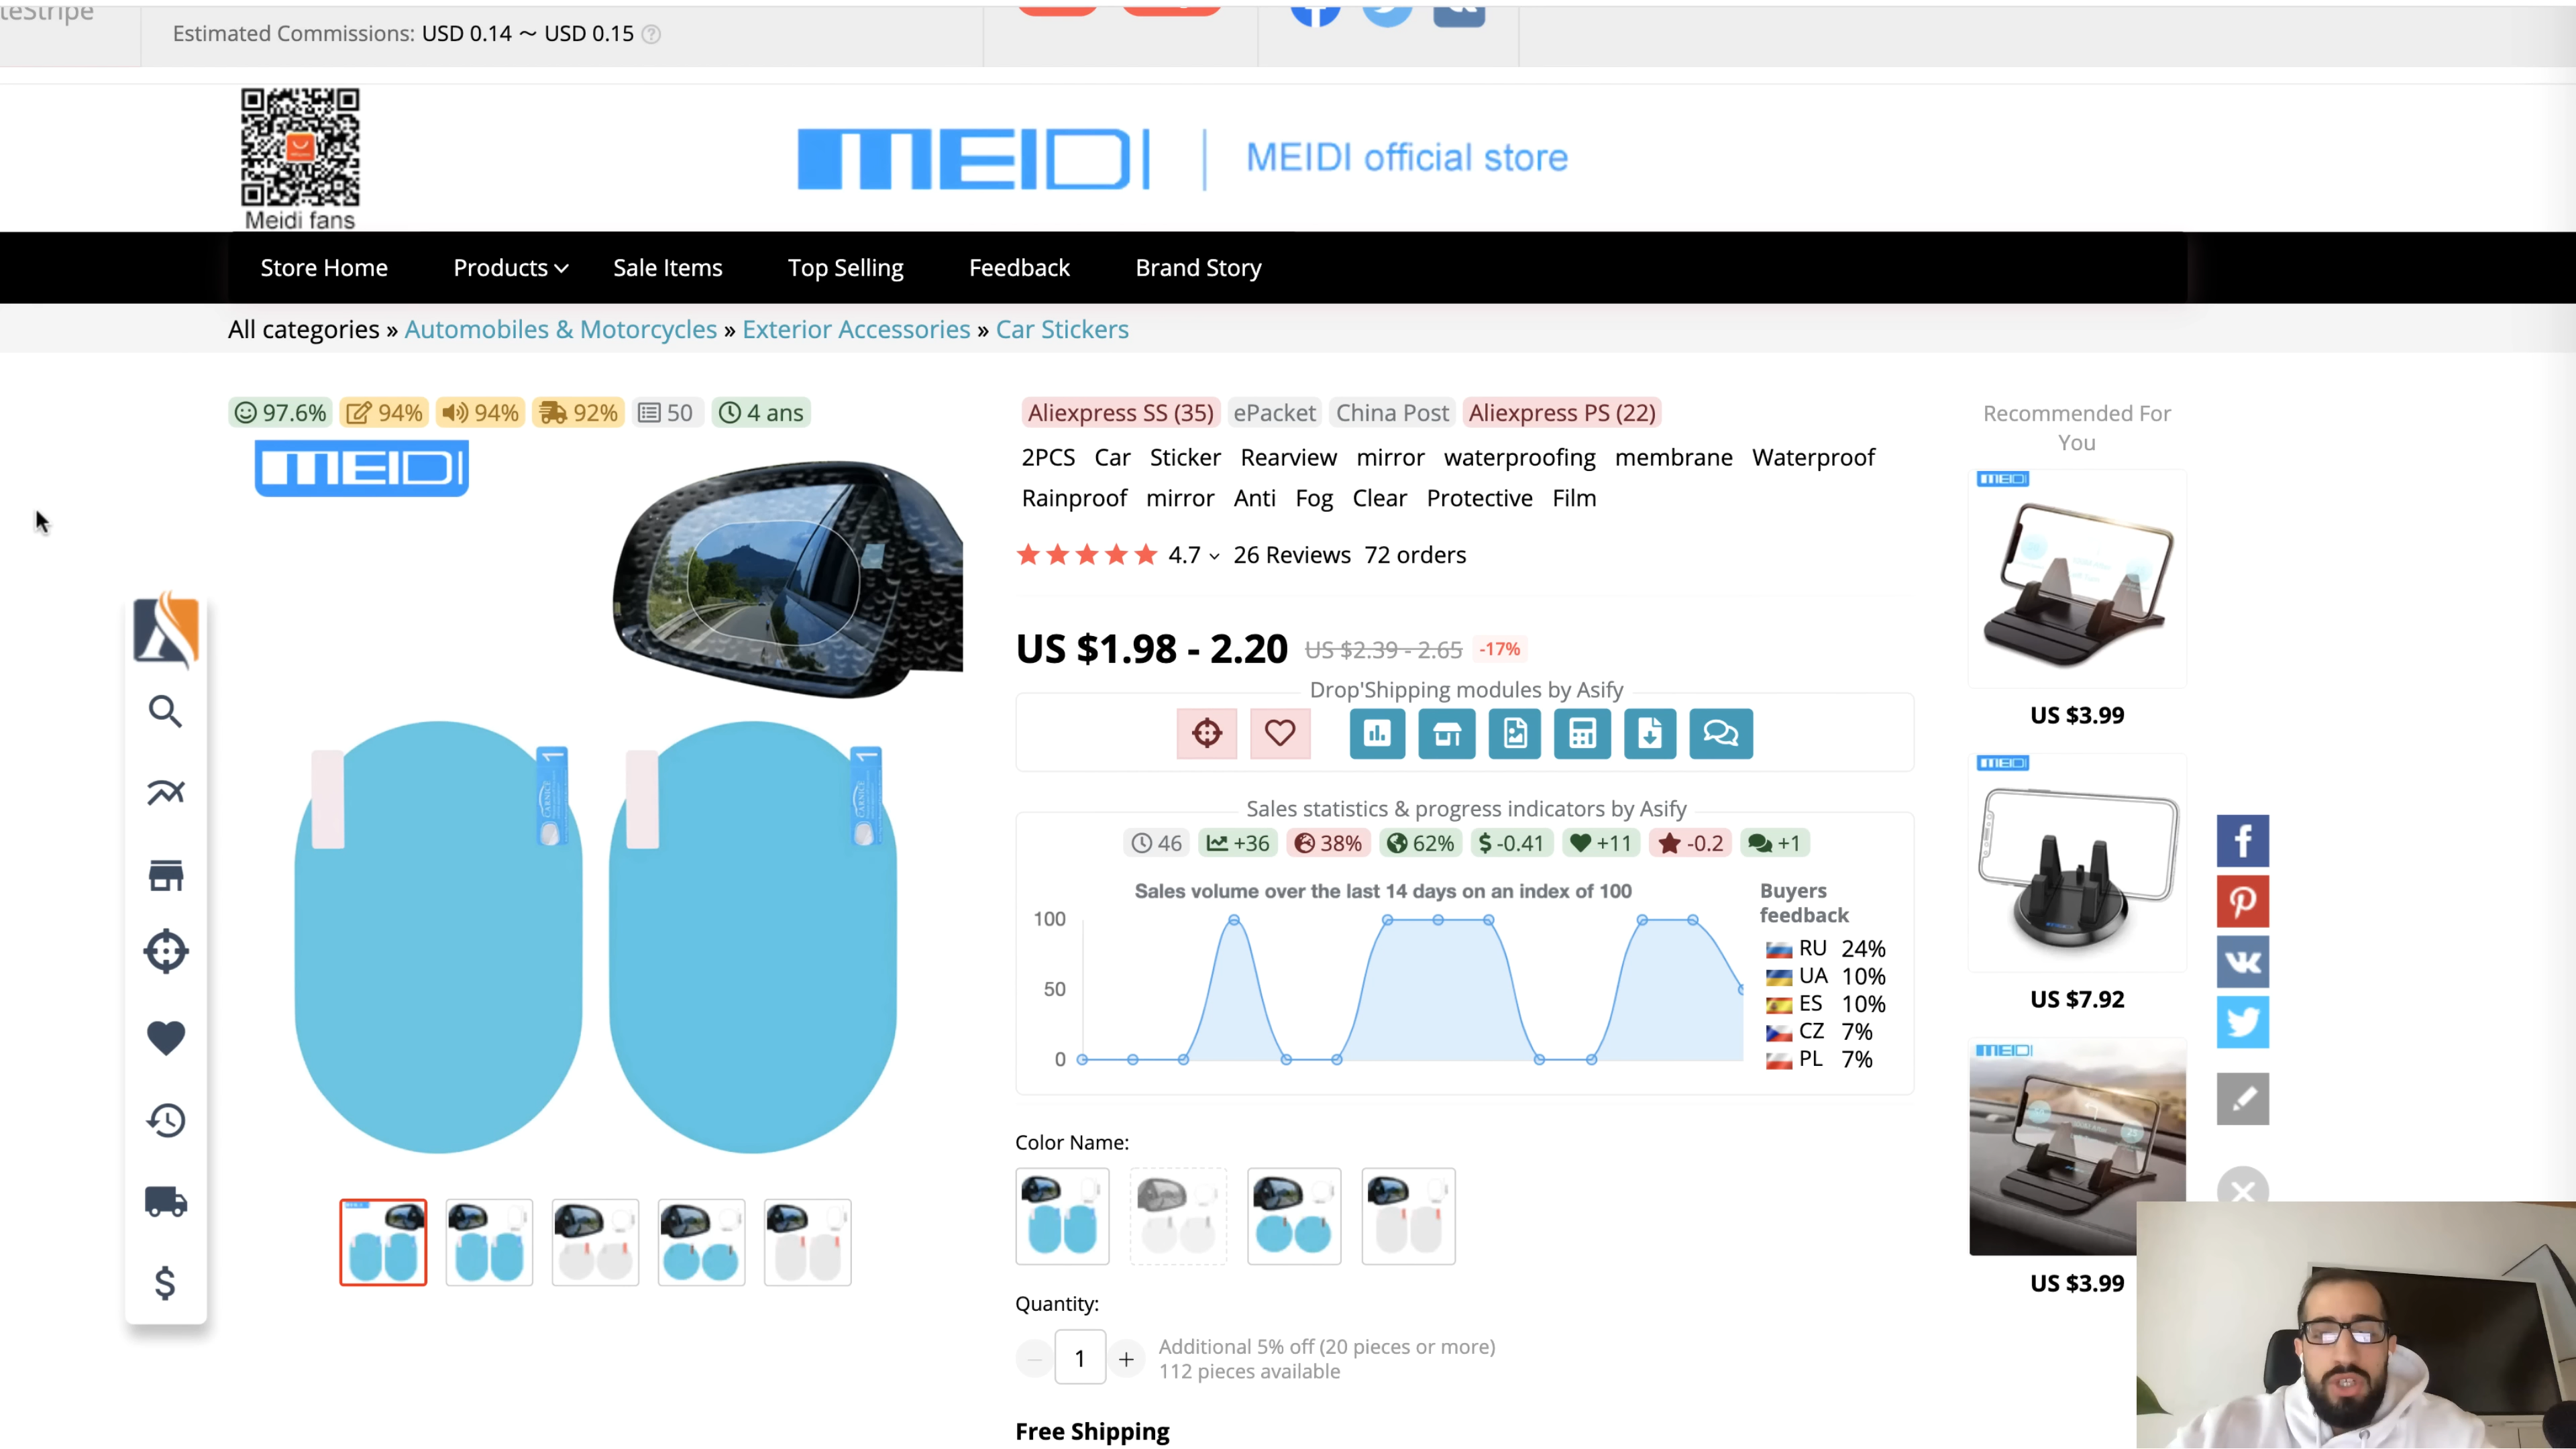 teStripe
Estimated Commissions: USD 0.14 ～ USD 0.15 ?
Meidi fans
MEIDI
MEIDI official store
Store Home
Products
Sale Items
Top Selling
Feedback
Brand Story
All categories » Automobiles & Motorcycles » Exterior Accessories » Car Stickers
97.6%
94%
94%
92%
50
4 ans
MEIDI
Aliexpress SS (35)
ePacket
China Post
Aliexpress PS (22)
2PCS Car Sticker Rearview mirror waterproofing membrane Waterproof
Rainproof mirror Anti Fog Clear Protective Film
4.7
26 Reviews
72 orders
US $1.98 - 2.20
US $2.39 - 2.65
-17%
Drop'Shipping modules by Asify
Sales statistics & progress indicators by Asify
46
+36
38%
62%
$ -0.41
+11
-0.2
+1
Sales volume over the last 14 days on an index of 100
100
50
0
Buyers
feedback
RU 24%
UA 10%
ES 10%
CZ 7%
PL 7%
Color Name:
Quantity:
1
Additional 5% off (20 pieces or more)
112 pieces available
Free Shipping
Recommended For
You
MEIDI
US $3.99
MEIDI
US $7.92
MEIDI
US $3.99